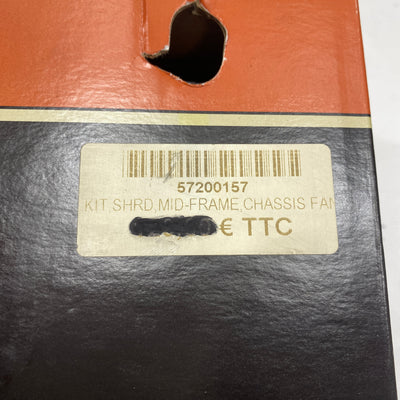 57200157
KIT SHRD,MID-FRAME,CHASSIS FAN
€ TTC